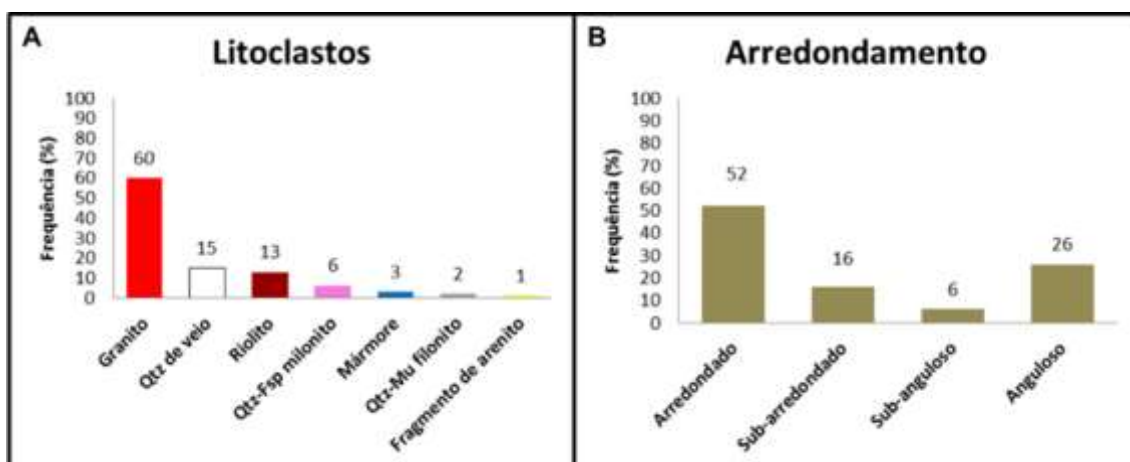 A
Litoclastos
Frequência (%)
100
90
80
70
60
50
40
30
20
10
0
60
15
13
6
3
2
1
Granito
Qtz de veio
Riolito
Qtz-Fsp milonito
Mármore
Qtz-Mu filonito
Fragmento de arenito
B
Arredondamento
Frequência (%)
100
90
80
70
60
50
40
30
20
10
0
52
16
6
26
Arredondado
Sub-arredondado
Sub-anguloso
Anguloso